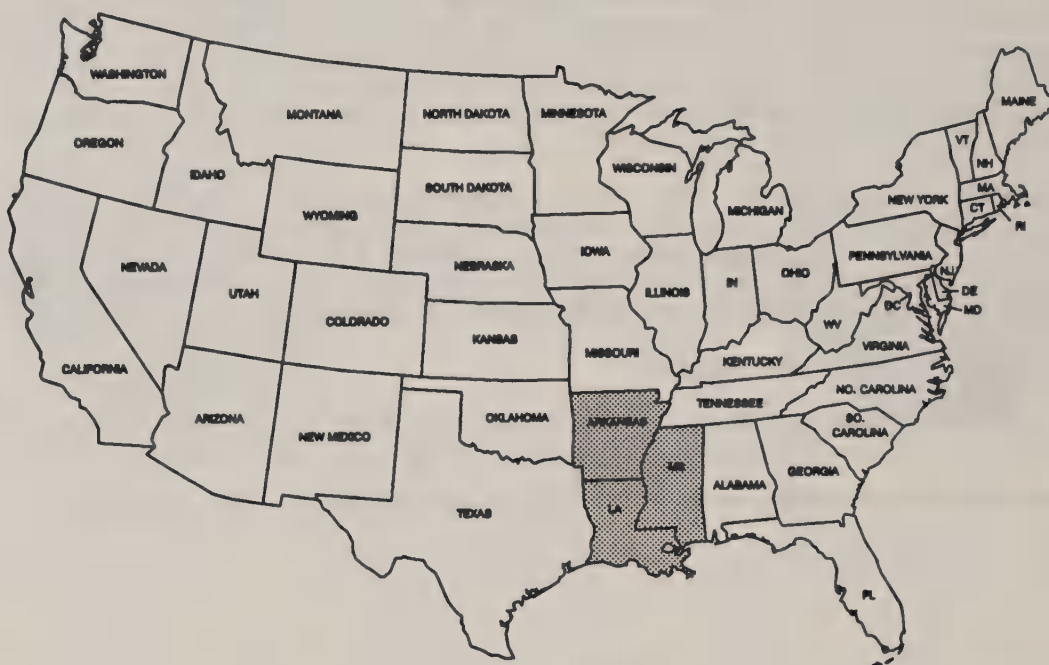 WASHINGTON
OREGON
IDAHO
MONTANA
NORTH DAKOTA
MINNESOTA
SOUTH DAKOTA
WYOMING
WISCONSIN
MICHIGAN
MAINE
VT
NH
NEW YORK
MA
CT
RI
NEVADA
UTAH
COLORADO
NEBRASKA
IOWA
ILLINOIS
IN
OHIO
PENNSYLVANIA
NJ
DE
MD
DC
WV
VIRGINIA
CALIFORNIA
KANSAS
MISSOURI
KENTUCKY
NO. CAROLINA
TENNESSEE
SO.
CAROLINA
ARIZONA
NEW MEXICO
OKLAHOMA
ARKANSAS
MS
ALABAMA
GEORGIA
TEXAS
LA
FL